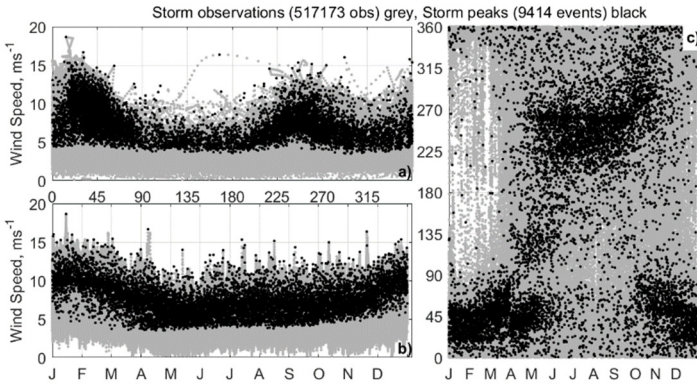 Storm observations (517173 obs) grey, Storm peaks (9414 events) black
Wind Speed, ms-1
20
15
10
5
0
a)
0 45 90 135 180 225 270 315
Wind Speed, ms-1
20
15
10
5
0
b)
J F M A M J J A S O N D
c)
360
315
270
225
180
135
90
45
0
J F M A M J J A S O N D